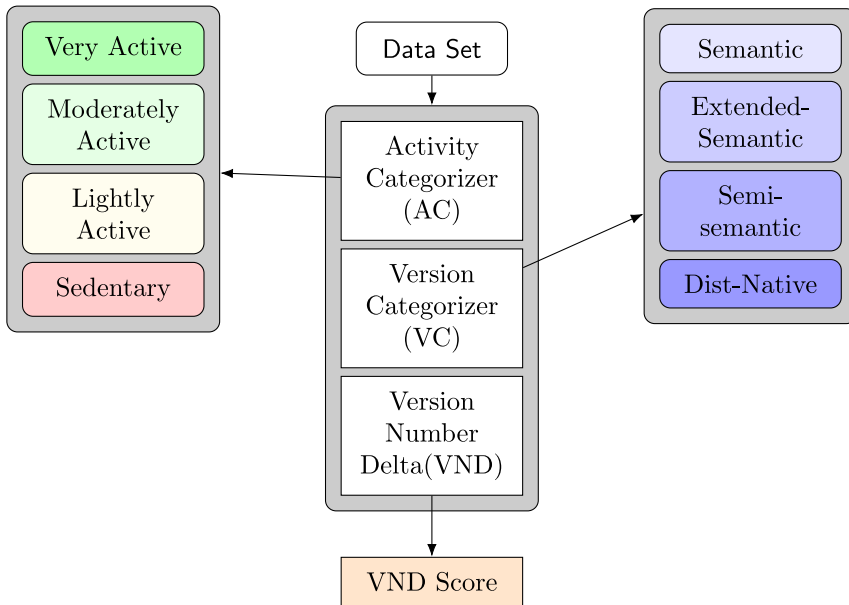 Very Active
Moderately
Active
Lightly
Active
Sedentary
Data Set
Activity
Categorizer
(AC)
Version
Categorizer
(VC)
Version
Number
Delta(VND)
VND Score
Semantic
Extended-
Semantic
Semi-
semantic
Dist-Native